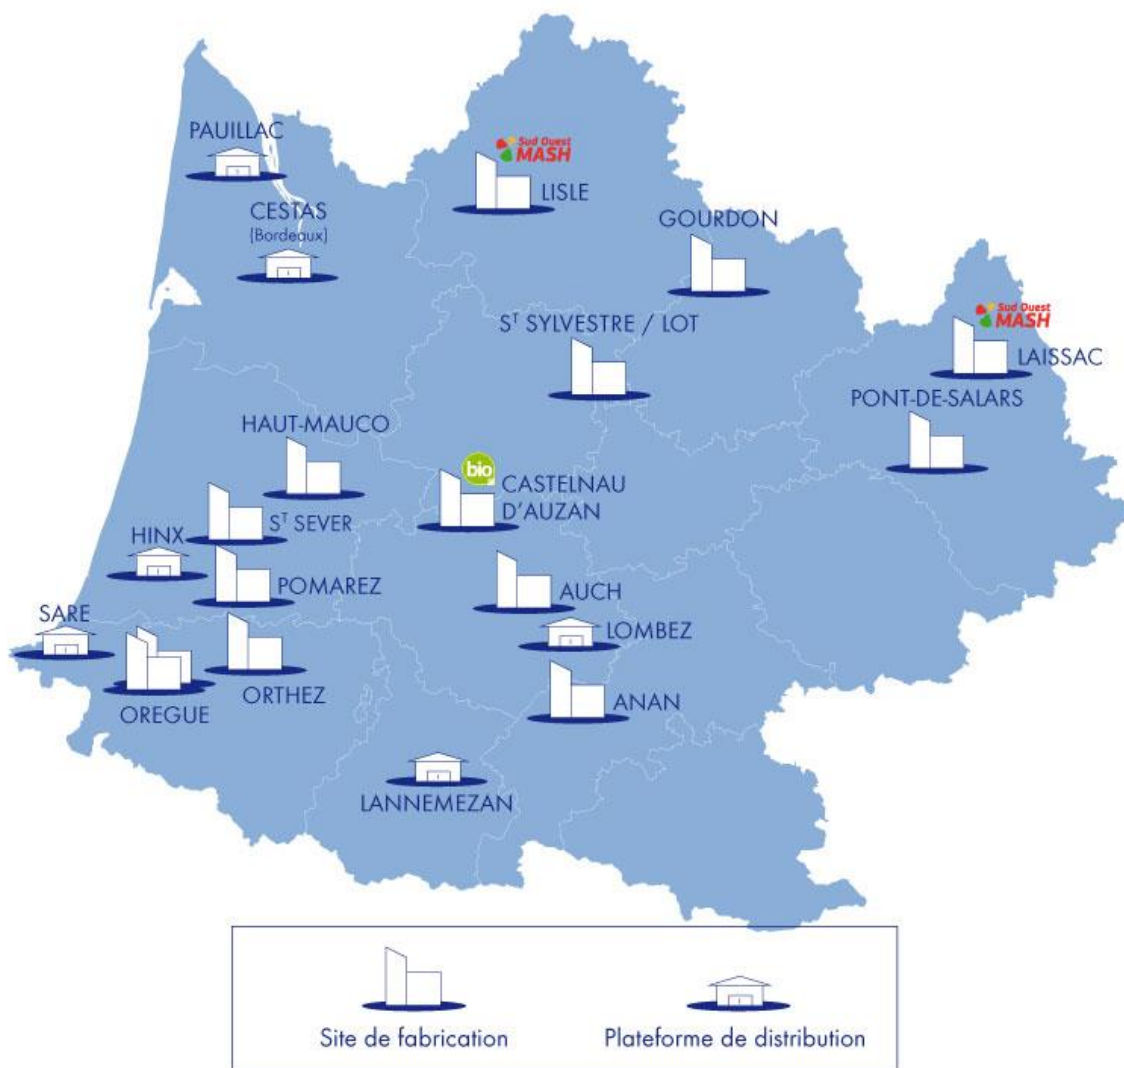 PAUILLAC
Sud Ouest
MASH
LISLE
CESTAS
(Bordeaux)
GOURDON
Sᵀ SYLVESTRE / LOT
Sud Ouest
MASH
LAISSAC
PONT-DE-SALARS
HAUT-MAUCO
bio
CASTELNAU
D'AUZAN
Sᵀ SEVER
HINX
POMAREZ
AUCH
SARE
LOMBEZ
OREGUE
ORTHEZ
ANAN
LANNEMEZAN
Site de fabrication
Plateforme de distribution